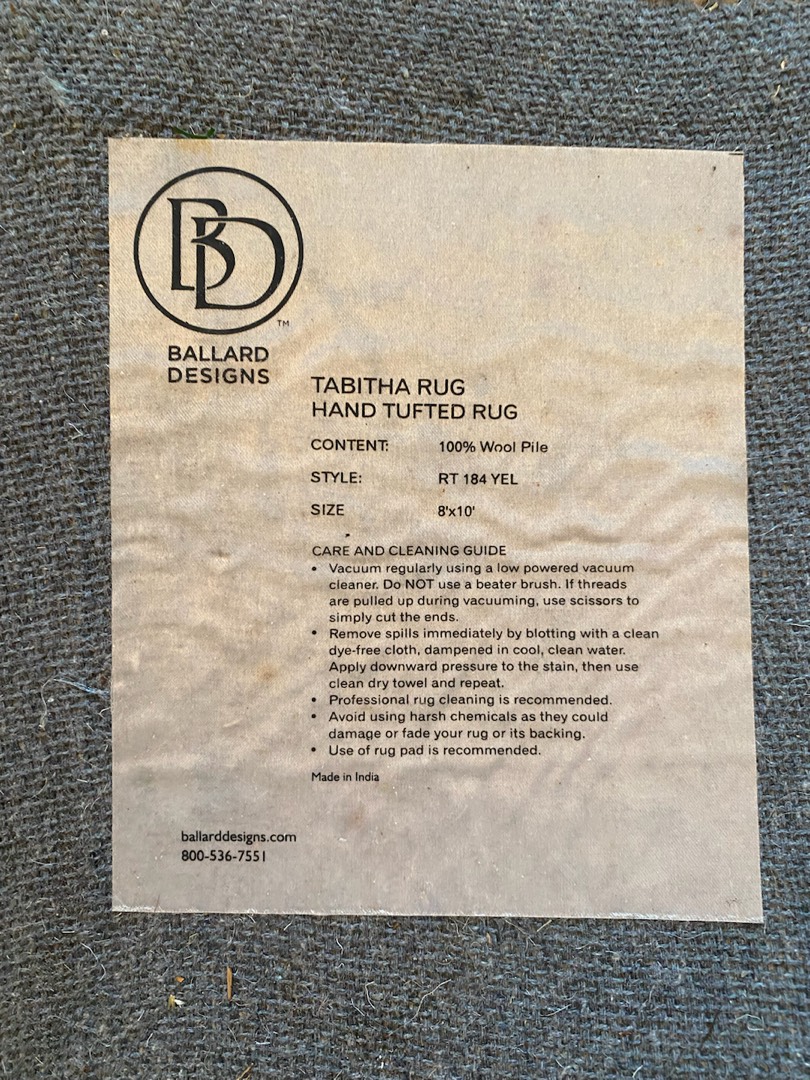 BD
TM
BALLARD
DESIGNS
TABITHA RUG
HAND TUFTED RUG
CONTENT: 100% Wool Pile
STYLE: RT 184 YEL
SIZE 8'x10'
CARE AND CLEANING GUIDE
• Vacuum regularly using a low powered vacuum
cleaner. Do NOT use a beater brush. If threads
are pulled up during vacuuming, use scissors to
simply cut the ends.
• Remove spills immediately by blotting with a clean
dye-free cloth, dampened in cool, clean water.
Apply downward pressure to the stain, then use
clean dry towel and repeat.
• Professional rug cleaning is recommended.
• Avoid using harsh chemicals as they could
damage or fade your rug or its backing.
• Use of rug pad is recommended.
Made in India
ballarddesigns.com
800-536-7551